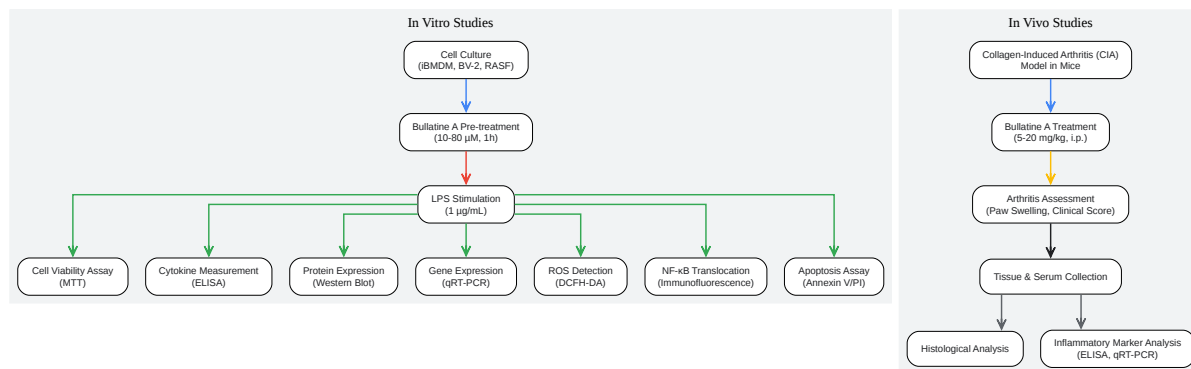 In Vitro Studies
Cell Culture
(iBMDM, BV-2, RASF)
Bullatine A Pre-treatment
(10-80 µM, 1h)
LPS Stimulation
(1 µg/mL)
Cell Viability Assay
(MTT)
Cytokine Measurement
(ELISA)
Protein Expression
(Western Blot)
Gene Expression
(qRT-PCR)
ROS Detection
(DCFH-DA)
NF-κB Translocation
(Immunofluorescence)
Apoptosis Assay
(Annexin V/PI)
In Vivo Studies
Collagen-Induced Arthritis (CIA)
Model in Mice
Bullatine A Treatment
(5-20 mg/kg, i.p.)
Arthritis Assessment
(Paw Swelling, Clinical Score)
Tissue & Serum Collection
Histological Analysis
Inflammatory Marker Analysis
(ELISA, qRT-PCR)